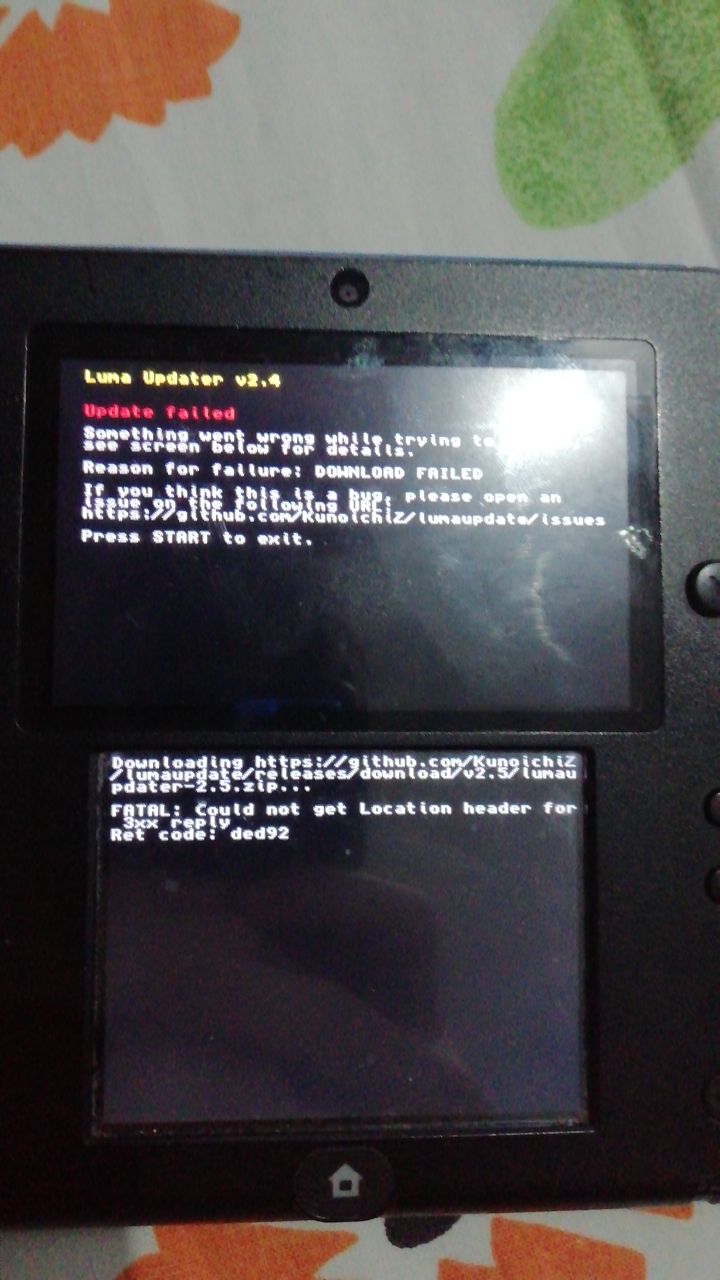 Luma Updater v2.4
Update failed
Something went wrong while trying to
see screen below for details.
Reason for failure: DOWNLOAD FAILED
If you think this is a bug, please open an
issue on the following URL:
https://github.com/KunoichiZ/lumaupdate/issues
Press START to exit.
Downloading https://github.com/KunoichiZ
/lumaupdate/releases/download/v2.5/lumau
pdater-2.5.zip...
FATAL: Could not get Location header for
3xx reply
Ret code: ded92